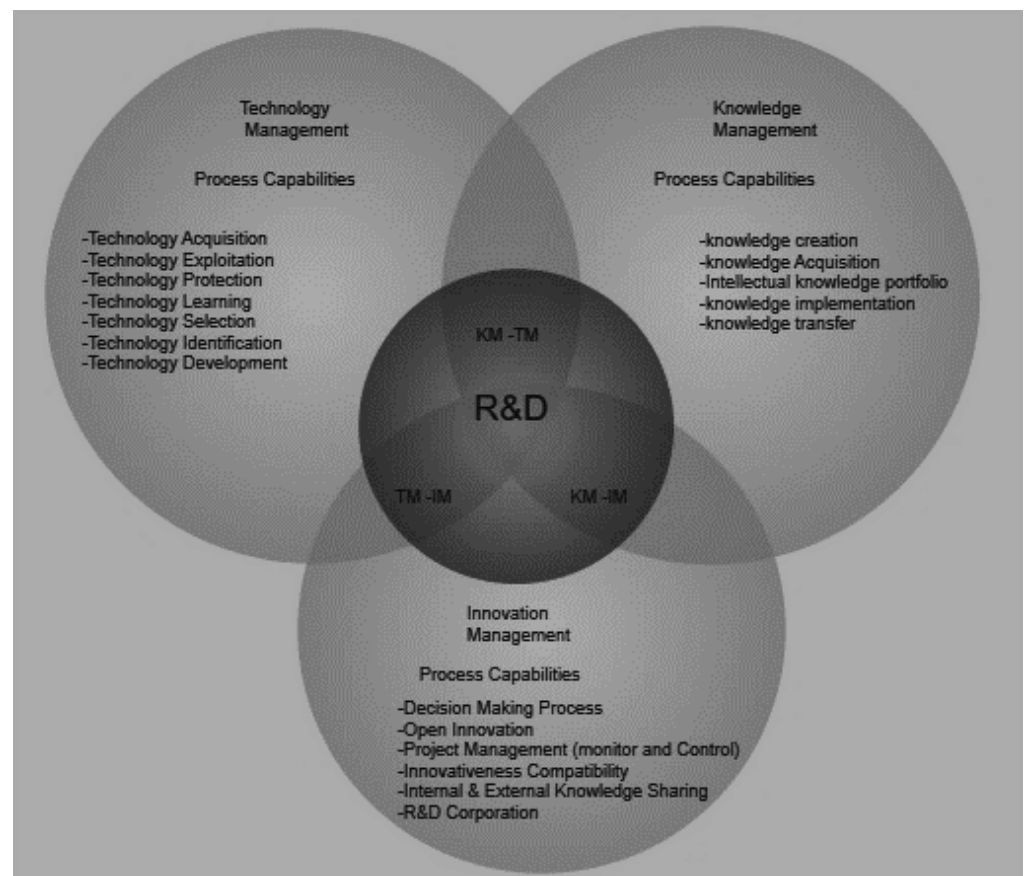 Technology
Management
Process Capabilities
-Technology Acquisition
-Technology Exploitation
-Technology Protection
-Technology Learning
-Technology Selection
-Technology Identification
-Technology Development
Knowledge
Management
Process Capabilities
-knowledge creation
-knowledge Acquisition
-Intellectual knowledge portfolio
-knowledge implementation
-knowledge transfer
KM -TM
R&D
TM -IM
KM -IM
Innovation
Management
Process Capabilities
-Decision Making Process
-Open Innovation
-Project Management (monitor and Control)
-Innovativeness Compatibility
-Internal & External Knowledge Sharing
-R&D Corporation